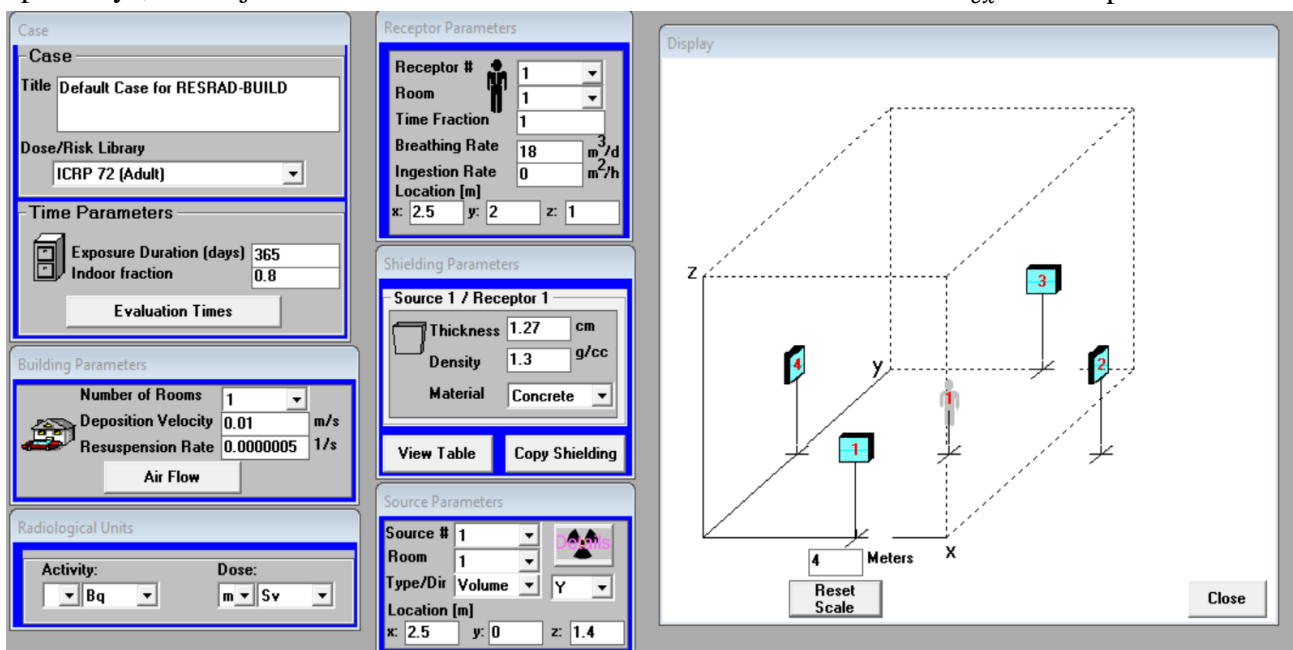 Case
Case
Title Default Case for RESRAD-BUILD
Dose/Risk Library
ICRP 72 (Adult)
Time Parameters
Exposure Duration (days) 365
Indoor fraction 0.8
Evaluation Times
Building Parameters
Number of Rooms 1
Deposition Velocity 0.01 m/s
Resuspension Rate 0.0000005 1/s
Air Flow
Radiological Units
Activity: Dose:
Bq m Sv
Receptor Parameters
Receptor # 1
Room 1
Time Fraction 1
Breathing Rate 18 m3/d
Ingestion Rate 0 m2/h
Location [m]
x: 2.5 y: 2 z: 1
Shielding Parameters
Source 1 / Receptor 1
Thickness 1.27 cm
Density 1.3 g/cc
Material Concrete
View Table Copy Shielding
Source Parameters
Source # 1 Details
Room 1
Type/Dir Volume Y
Location [m]
x: 2.5 y: 0 z: 1.4
Display
z
3
y
4
2
1
1
x
4 Meters
Reset
Scale
Close